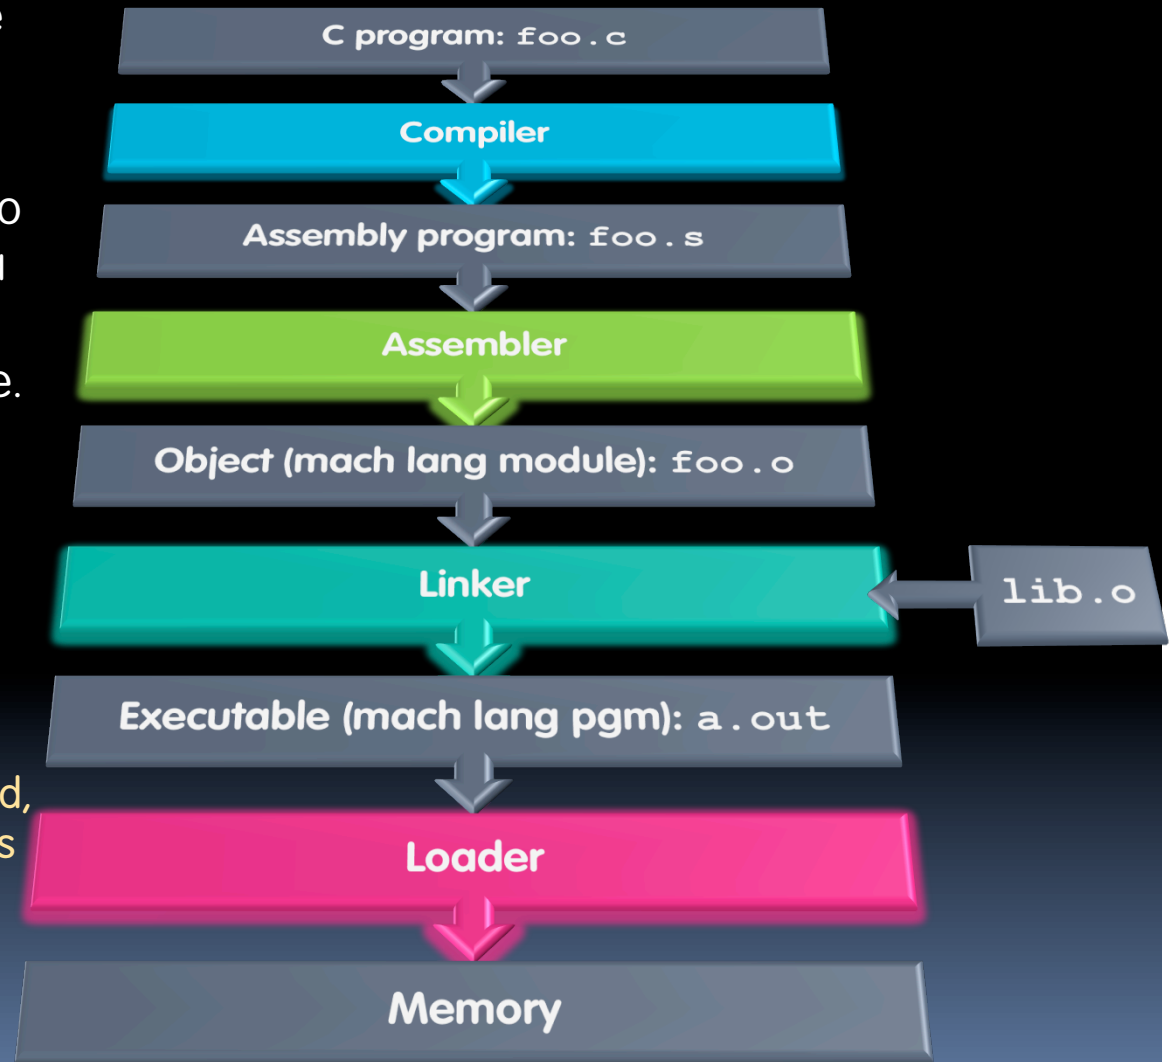 C program: foo.c
Compiler
Assembly program: foo.s
Assembler
e.
Object (mach lang module): foo.o
Linker
lib.o
Executable (mach lang pgm): a.out
d,
s
Loader
Memory